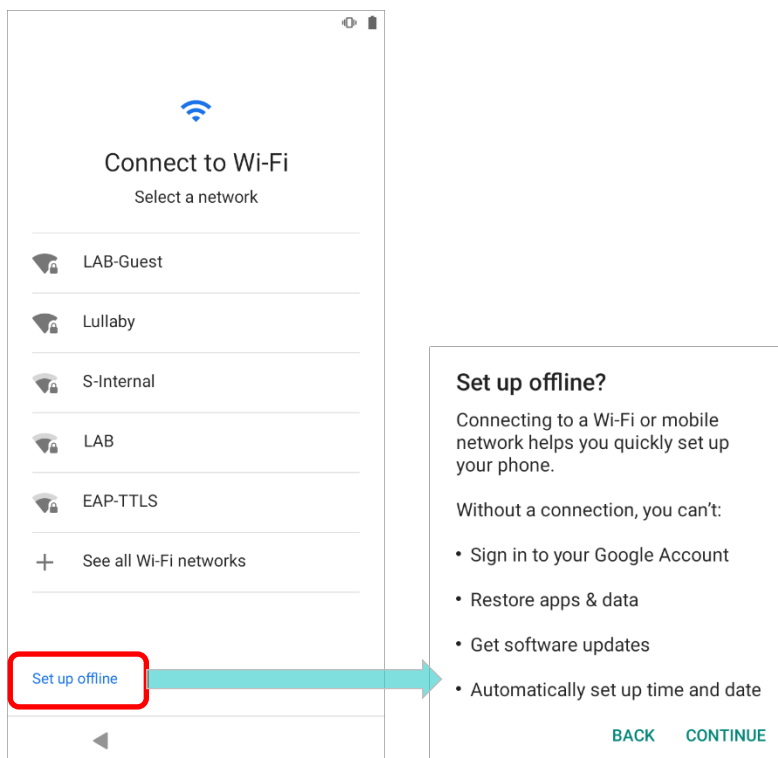 Connect to Wi-Fi
Select a network
LAB-Guest
Lullaby
S-Internal
LAB
EAP-TTLS
See all Wi-Fi networks
Set up offline
Set up offline?
Connecting to a Wi-Fi or mobile
network helps you quickly set up
your phone.
Without a connection, you can't:
• Sign in to your Google Account
• Restore apps & data
• Get software updates
• Automatically set up time and date
BACK CONTINUE